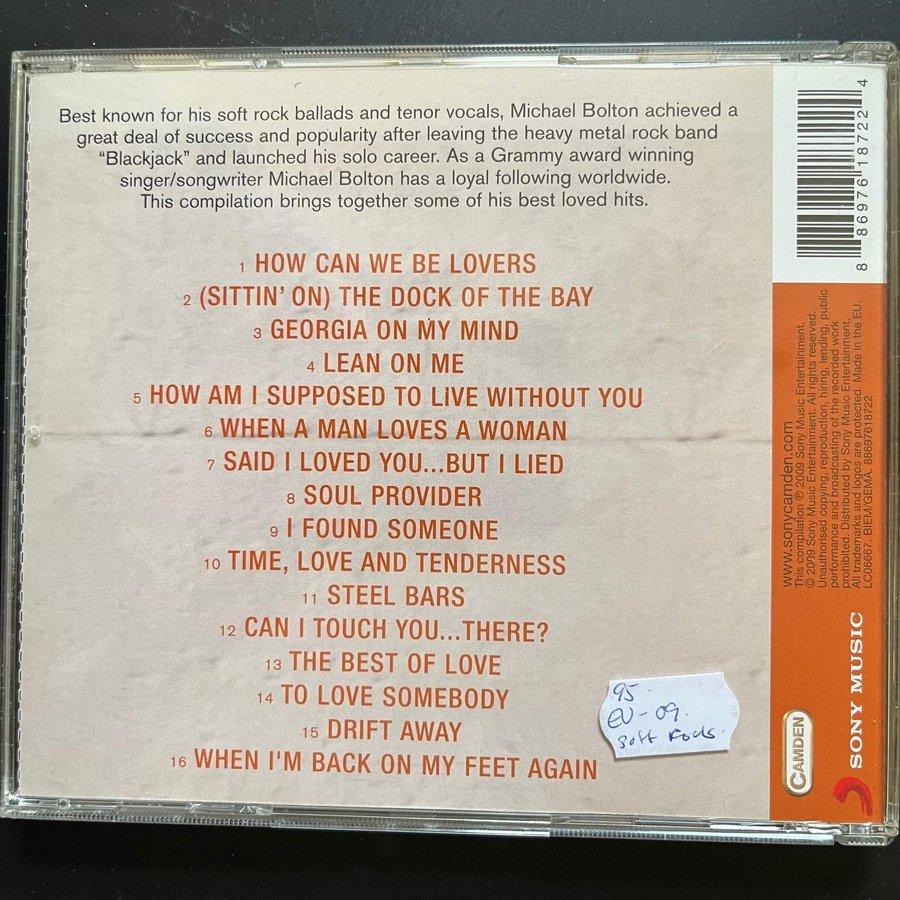 Best known for his soft rock ballads and tenor vocals, Michael Bolton achieved a
great deal of success and popularity after leaving the heavy metal rock band
“Blackjack” and launched his solo career. As a Grammy award winning
singer/songwriter Michael Bolton has a loyal following worldwide.
This compilation brings together some of his best loved hits.
1 HOW CAN WE BE LOVERS
2 (SITTIN' ON) THE DOCK OF THE BAY
3 GEORGIA ON MY MIND
4 LEAN ON ME
5 HOW AM I SUPPOSED TO LIVE WITHOUT YOU
6 WHEN A MAN LOVES A WOMAN
7 SAID I LOVED YOU...BUT I LIED
8 SOUL PROVIDER
9 I FOUND SOMEONE
10 TIME, LOVE AND TENDERNESS
11 STEEL BARS
12 CAN I TOUCH YOU...THERE?
13 THE BEST OF LOVE
14 TO LOVE SOMEBODY
15 DRIFT AWAY
16 WHEN I'M BACK ON MY FEET AGAIN
95
EU-09.
Soft
8 86976 18722 4
www.sonycamden.com
This compilation ℗ 2009 Sony Music Entertainment.
© 2009 Sony Music Entertainment. All rights reserved.
Unauthorised copying, reproduction, hiring, lending, public
performance and broadcasting of the recorded work
prohibited. Distributed by Sony Music Entertainment.
All trademarks and logos are protected. Made in the EU.
LC06667. BIEM/GEMA. 88697618722
CAMDEN
SONY MUSIC